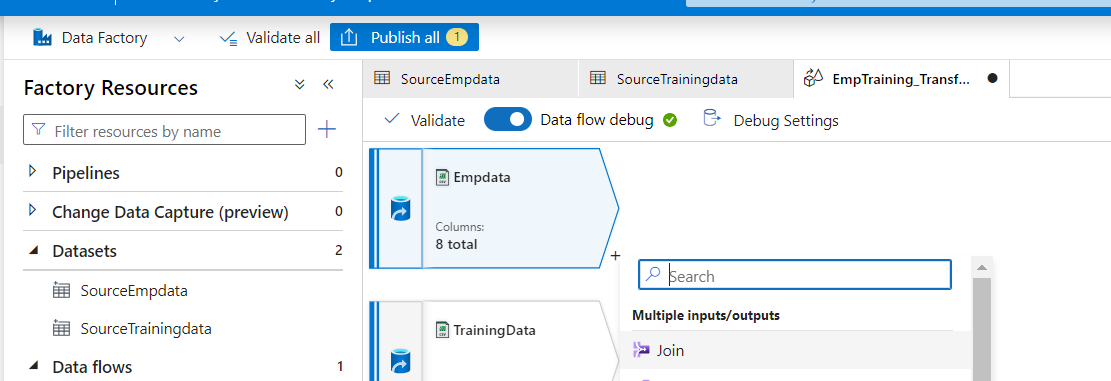 Data Factory
Validate all
Publish all 1
Factory Resources
Filter resources by name
Pipelines 0
Change Data Capture (preview) 0
Datasets 2
SourceEmpdata
SourceTrainingdata
Data flows 1
SourceEmpdata
SourceTrainingdata
EmpTraining_Transf...
Validate
Data flow debug
Debug Settings
Empdata
Columns:
8 total
+
TrainingData
Search
Multiple inputs/outputs
Join